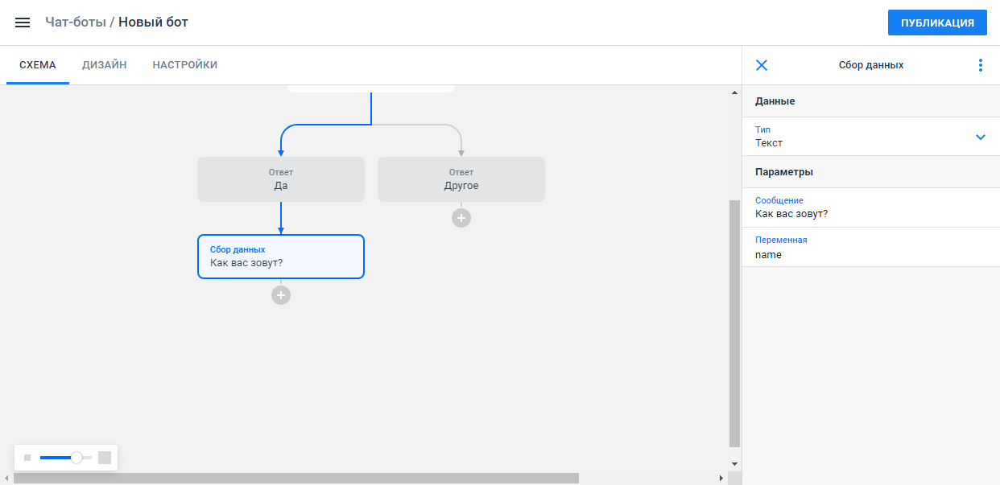 Чат-боты / Новый бот
ПУБЛИКАЦИЯ
СХЕМА
ДИЗАЙН
НАСТРОЙКИ
Ответ
Да
Ответ
Другое
Сбор данных
Как вас зовут?
Сбор данных
Данные
Тип
Текст
Параметры
Сообщение
Как вас зовут?
Переменная
name